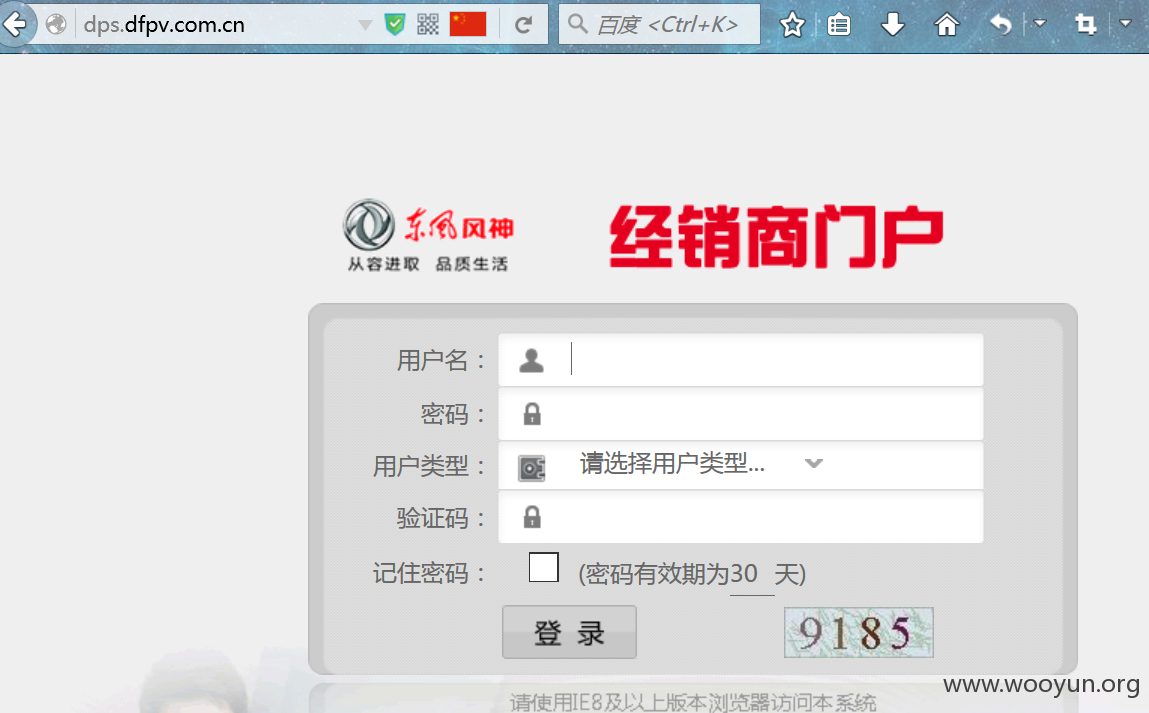 dps.dfpv.com.cn
百度 <Ctrl+K>
东风风神
经销商门户
从容进取 品质生活
用户名：
密码：
用户类型： 请选择用户类型...
验证码：
记住密码： (密码有效期为30 天)
登 录 9185
www.wooyun.org
请使用IE8及以上版本浏览器访问本系统